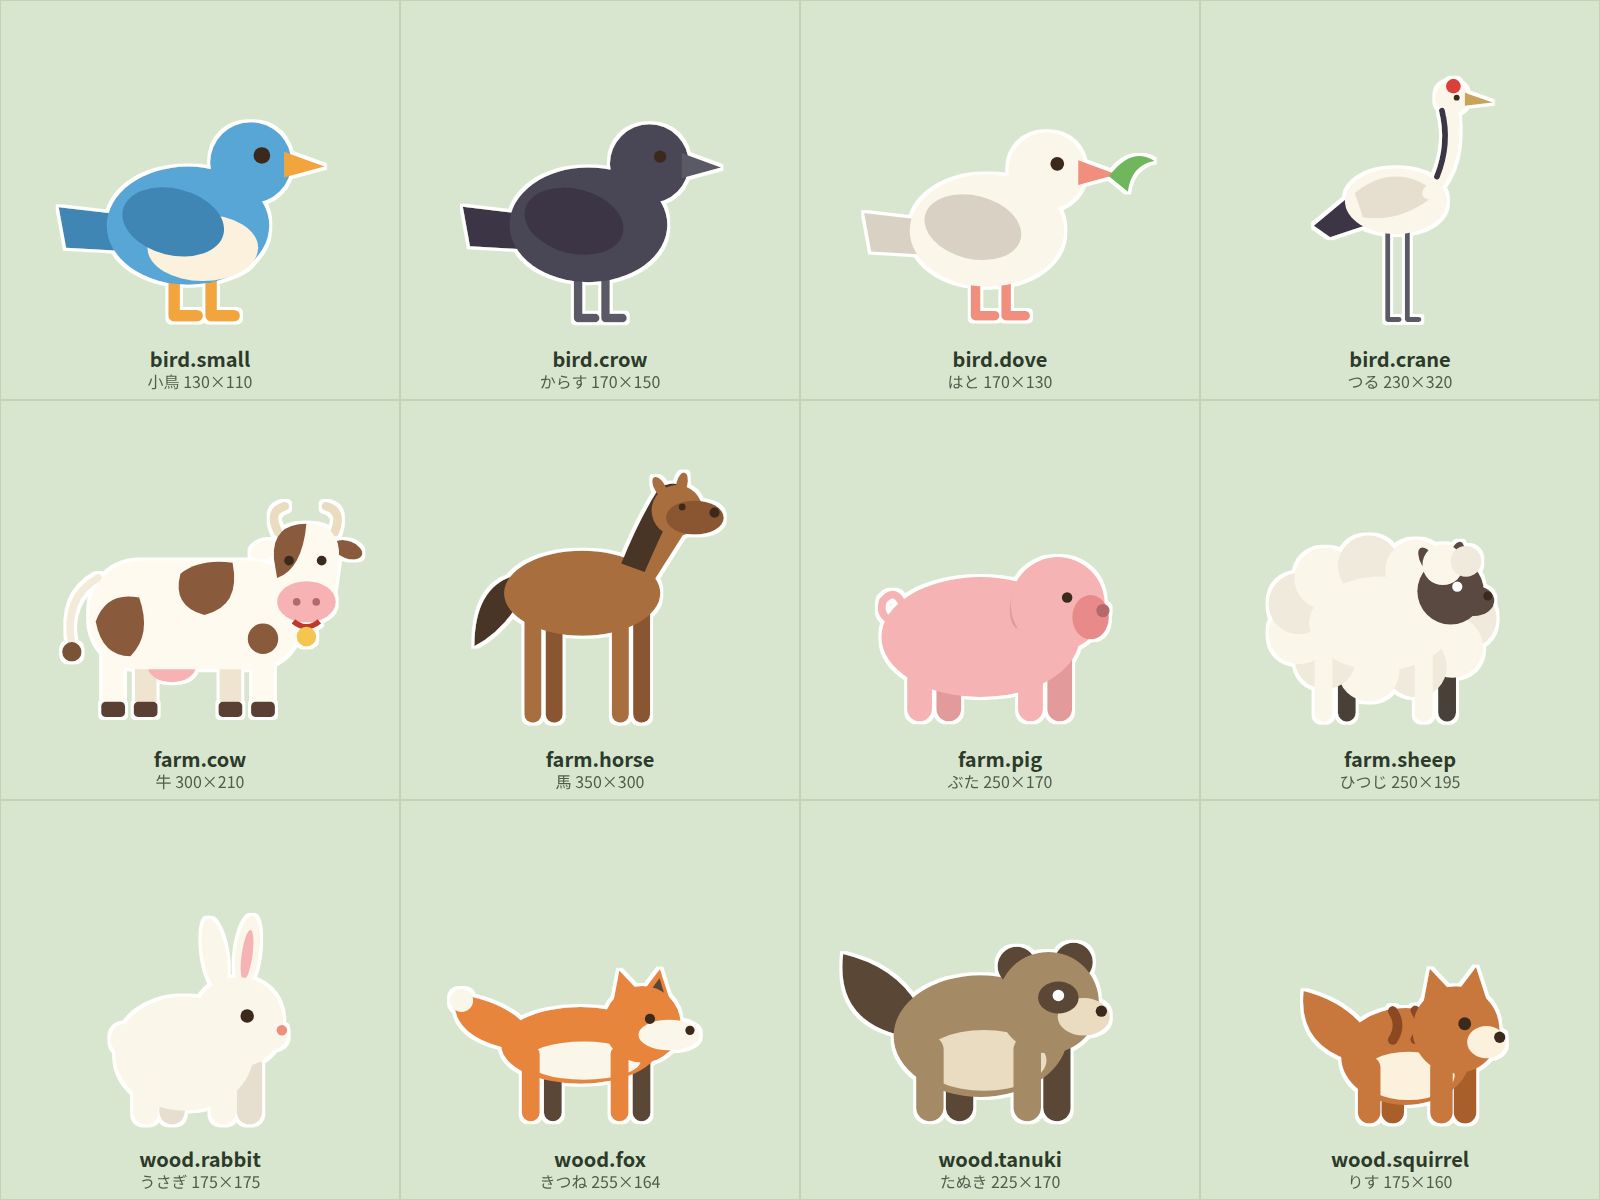 bird.small
小鳥 130×110
bird.crow
からす 170×150
bird.dove
はと 170×130
bird.crane
つる 230×320
farm.cow
牛 300×210
farm.horse
馬 350×300
farm.pig
ぶた 250×170
farm.sheep
ひつじ 250×195
wood.rabbit
うさぎ 175×175
wood.fox
きつね 255×164
wood.tanuki
たぬき 225×170
wood.squirrel
りす 175×160